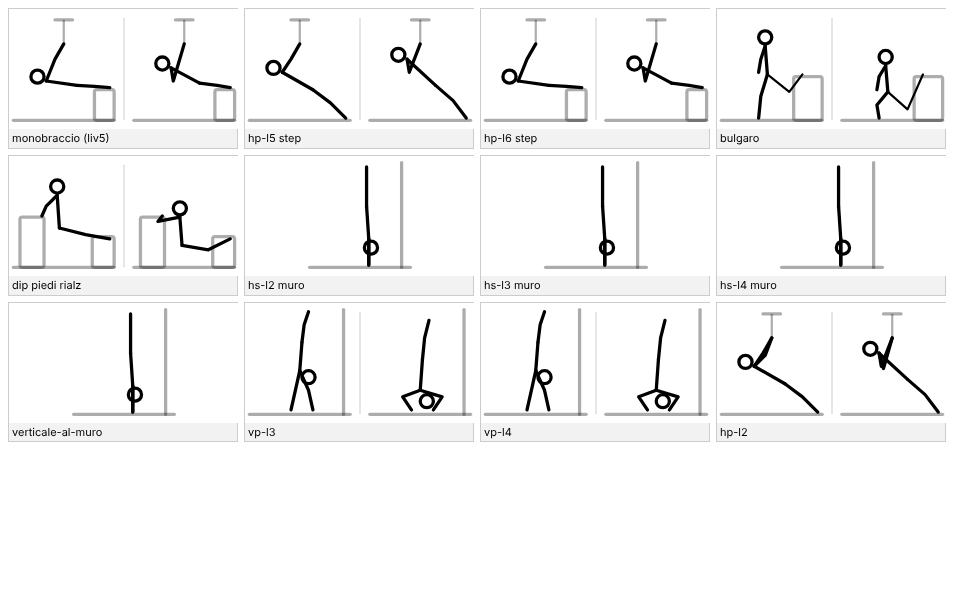 monobraccio (liv5)
hp-l5 step
hp-l6 step
bulgaro
dip piedi rialz
hs-l2 muro
hs-l3 muro
hs-l4 muro
verticale-al-muro
vp-l3
vp-l4
hp-l2